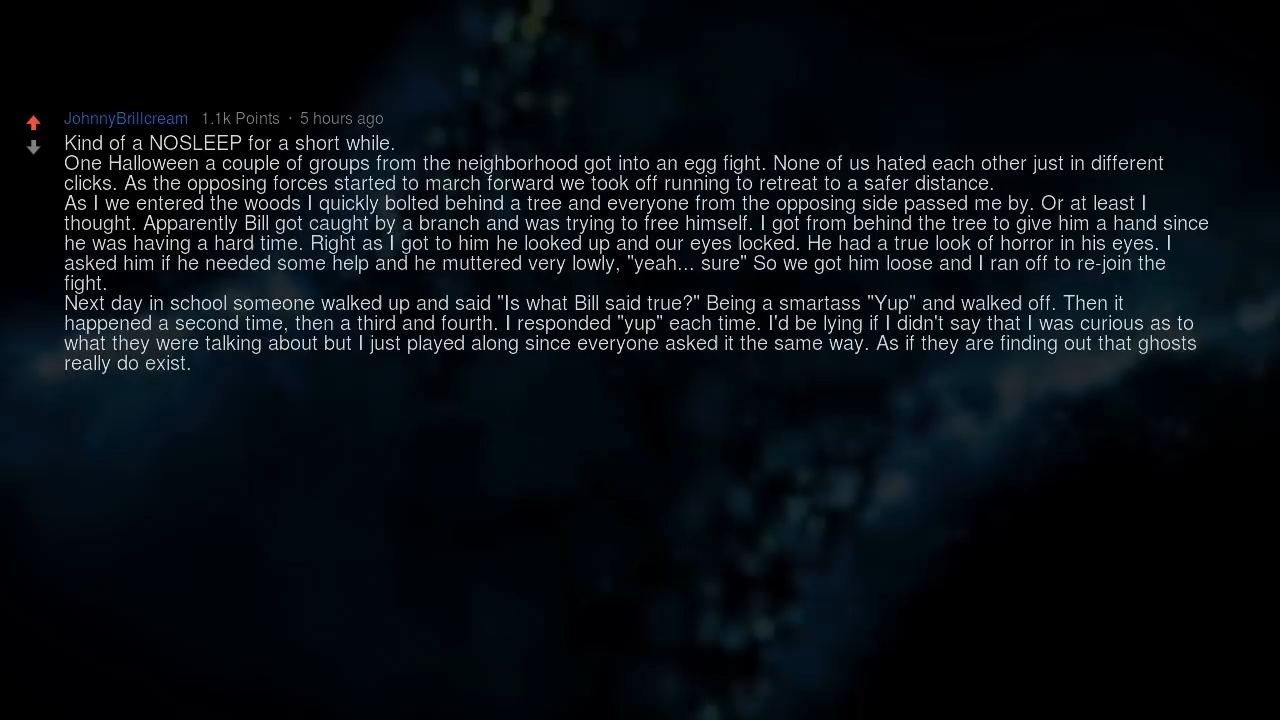 JohnnyBrillcream 1.1k Points · 5 hours ago
Kind of a NOSLEEP for a short while.
One Halloween a couple of groups from the neighborhood got into an egg fight. None of us hated each other just in different
clicks. As the opposing forces started to march forward we took off running to retreat to a safer distance.
As I we entered the woods I quickly bolted behind a tree and everyone from the opposing side passed me by. Or at least I
thought. Apparently Bill got caught by a branch and was trying to free himself. I got from behind the tree to give him a hand since
he was having a hard time. Right as I got to him he looked up and our eyes locked. He had a true look of horror in his eyes. I
asked him if he needed some help and he muttered very lowly, "yeah... sure" So we got him loose and I ran off to re-join the
fight.
Next day in school someone walked up and said "Is what Bill said true?" Being a smartass "Yup" and walked off. Then it
happened a second time, then a third and fourth. I responded "yup" each time. I'd be lying if I didn't say that I was curious as to
what they were talking about but I just played along since everyone asked it the same way. As if they are finding out that ghosts
really do exist.